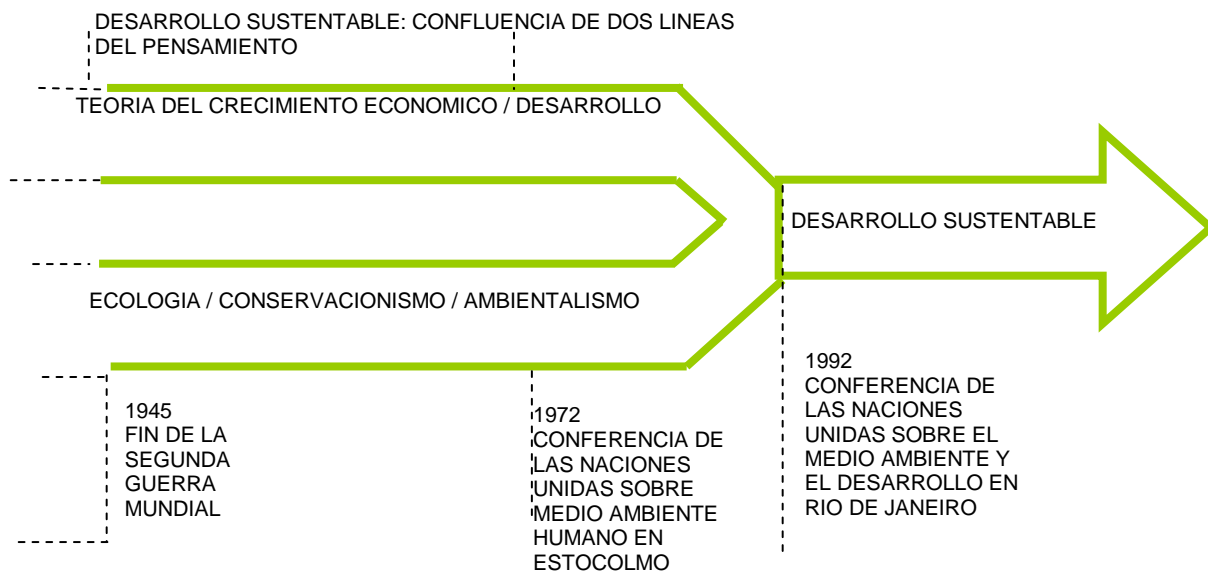 DESARROLLO SUSTENTABLE: CONFLUENCIA DE DOS LINEAS
DEL PENSAMIENTO
TEORIA DEL CRECIMIENTO ECONOMICO / DESARROLLO
DESARROLLO SUSTENTABLE
ECOLOGIA / CONSERVACIONISMO / AMBIENTALISMO
1945
FIN DE LA
SEGUNDA
GUERRA
MUNDIAL
1972
CONFERENCIA DE
LAS NACIONES
UNIDAS SOBRE
MEDIO AMBIENTE
HUMANO EN
ESTOCOLMO
1992
CONFERENCIA DE
LAS NACIONES
UNIDAS SOBRE EL
MEDIO AMBIENTE Y
EL DESARROLLO EN
RIO DE JANEIRO